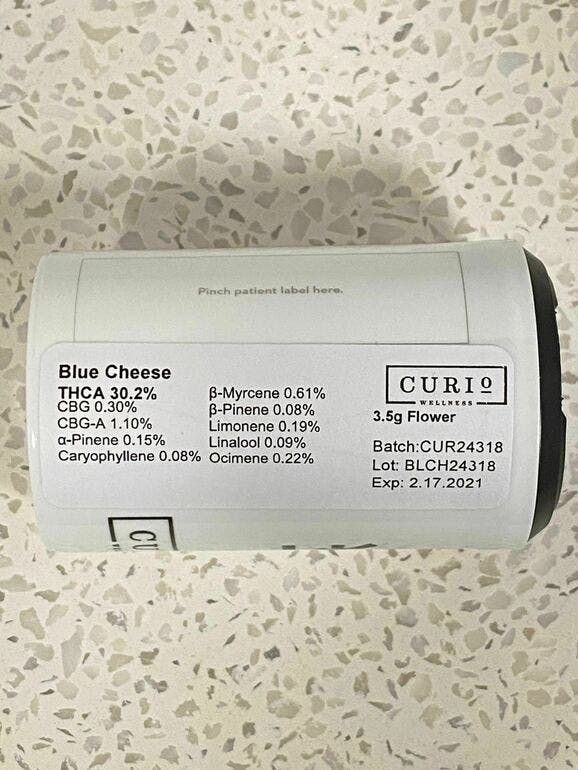 Pinch patient label here.
Blue Cheese
THCA 30.2%
CBG 0.30%
CBG-A 1.10%
α-Pinene 0.15%
Caryophyllene 0.08%
β-Myrcene 0.61%
β-Pinene 0.08%
Limonene 0.19%
Linalool 0.09%
Ocimene 0.22%
CURIO
WELLNESS
3.5g Flower
Batch:CUR24318
Lot: BLCH24318
Exp: 2.17.2021
CU